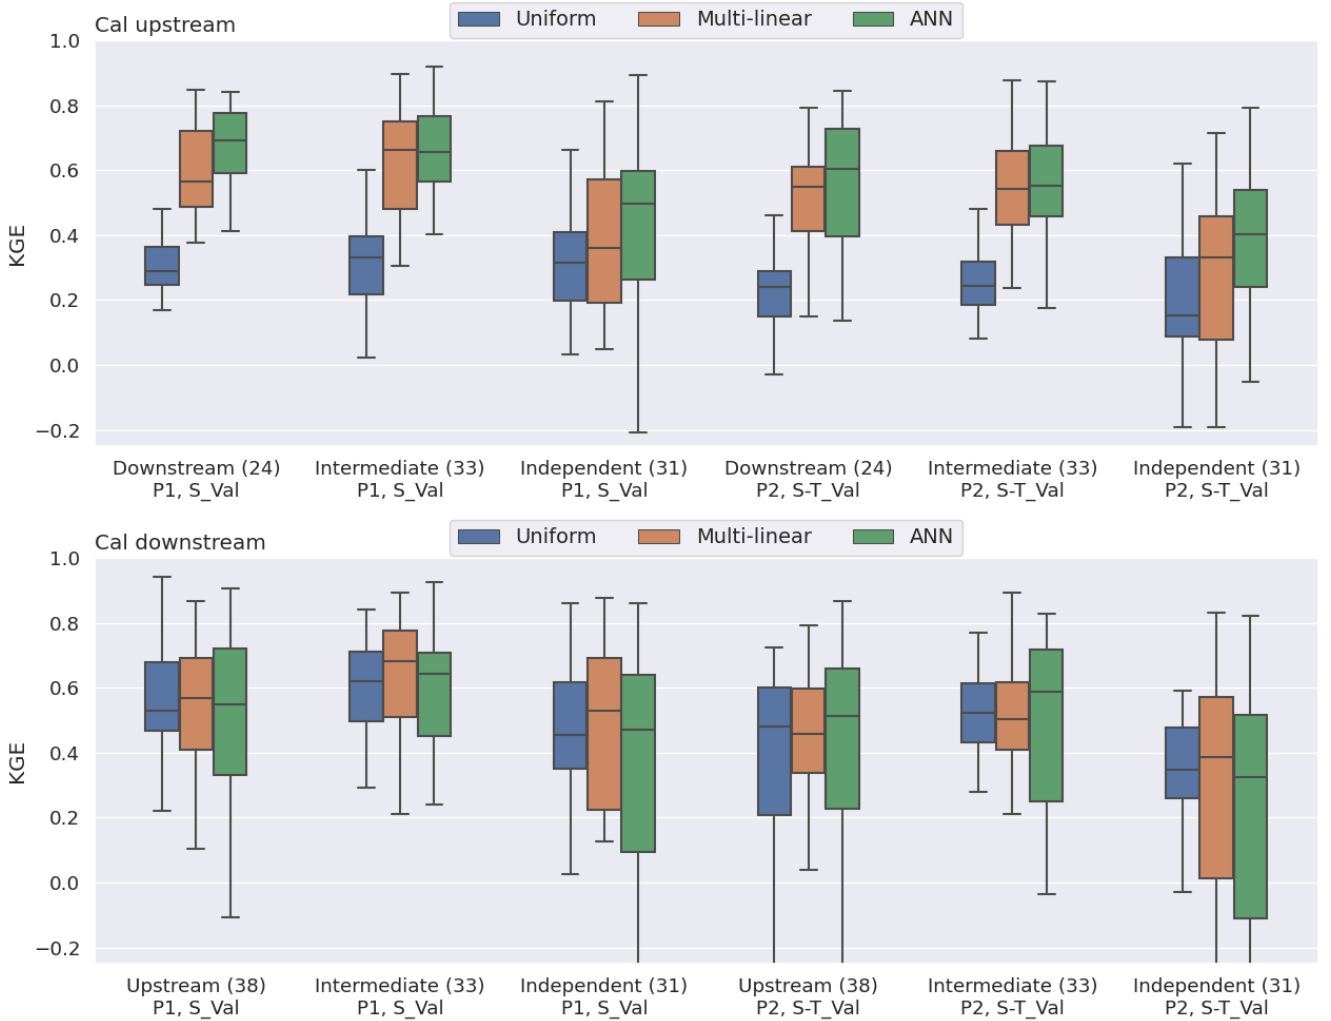 Cal upstream
Uniform Multi-linear ANN
1.0
0.8
0.6
0.4
0.2
0.0
−0.2
KGE
Downstream (24) Intermediate (33) Independent (31) Downstream (24) Intermediate (33) Independent (31)
P1, S_Val P1, S_Val P1, S_Val P2, S-T_Val P2, S-T_Val P2, S-T_Val
Cal downstream
Uniform Multi-linear ANN
1.0
0.8
0.6
0.4
0.2
0.0
−0.2
KGE
Upstream (38) Intermediate (33) Independent (31) Upstream (38) Intermediate (33) Independent (31)
P1, S_Val P1, S_Val P1, S_Val P2, S-T_Val P2, S-T_Val P2, S-T_Val